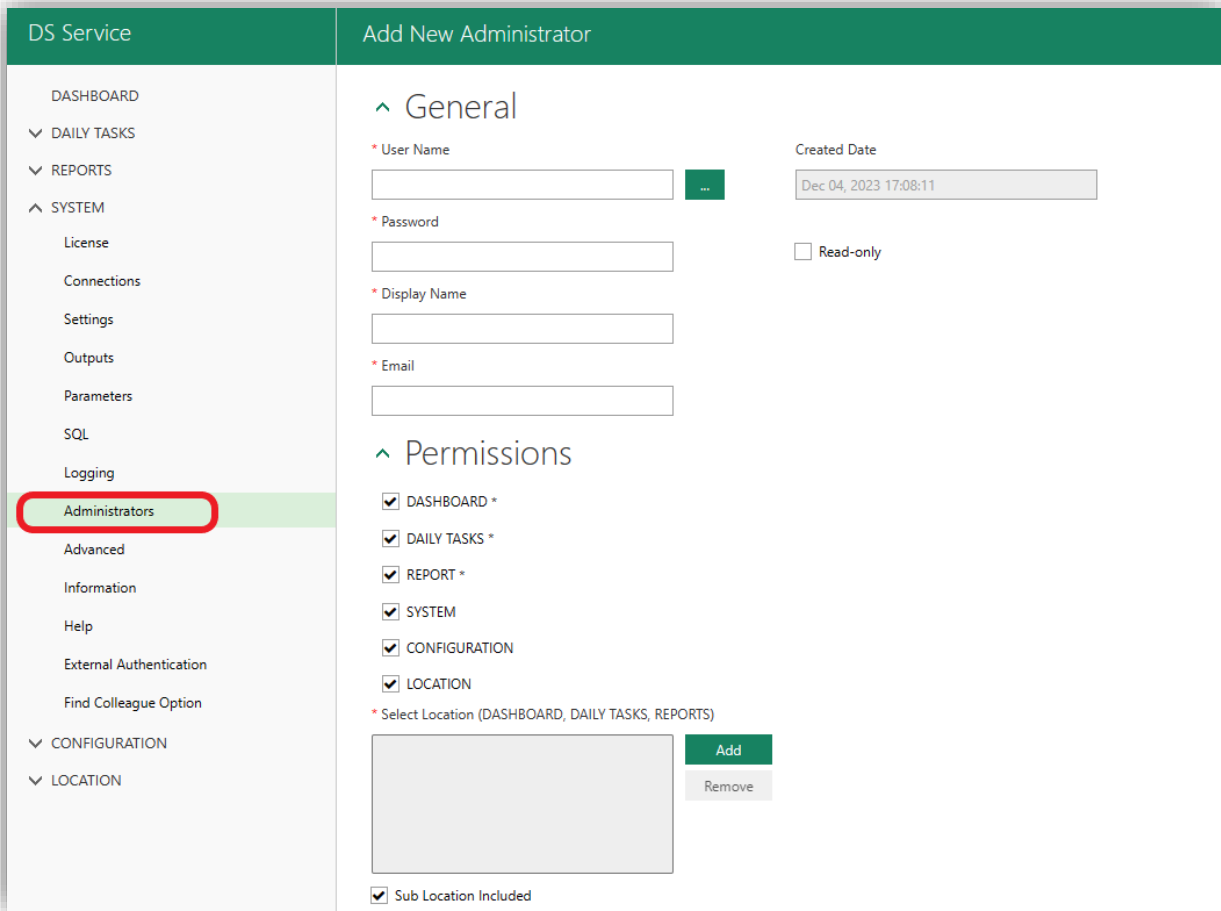 DS Service
Add New Administrator
DASHBOARD
DAILY TASKS
REPORTS
SYSTEM
License
Connections
Settings
Outputs
Parameters
SQL
Logging
Administrators
Advanced
Information
Help
External Authentication
Find Colleague Option
CONFIGURATION
LOCATION
General
* User Name
...
Created Date
Dec 04, 2023 17:08:11
* Password
Read-only
* Display Name
* Email
Permissions
DASHBOARD *
DAILY TASKS *
REPORT *
SYSTEM
CONFIGURATION
LOCATION
* Select Location (DASHBOARD, DAILY TASKS, REPORTS)
Add
Remove
Sub Location Included